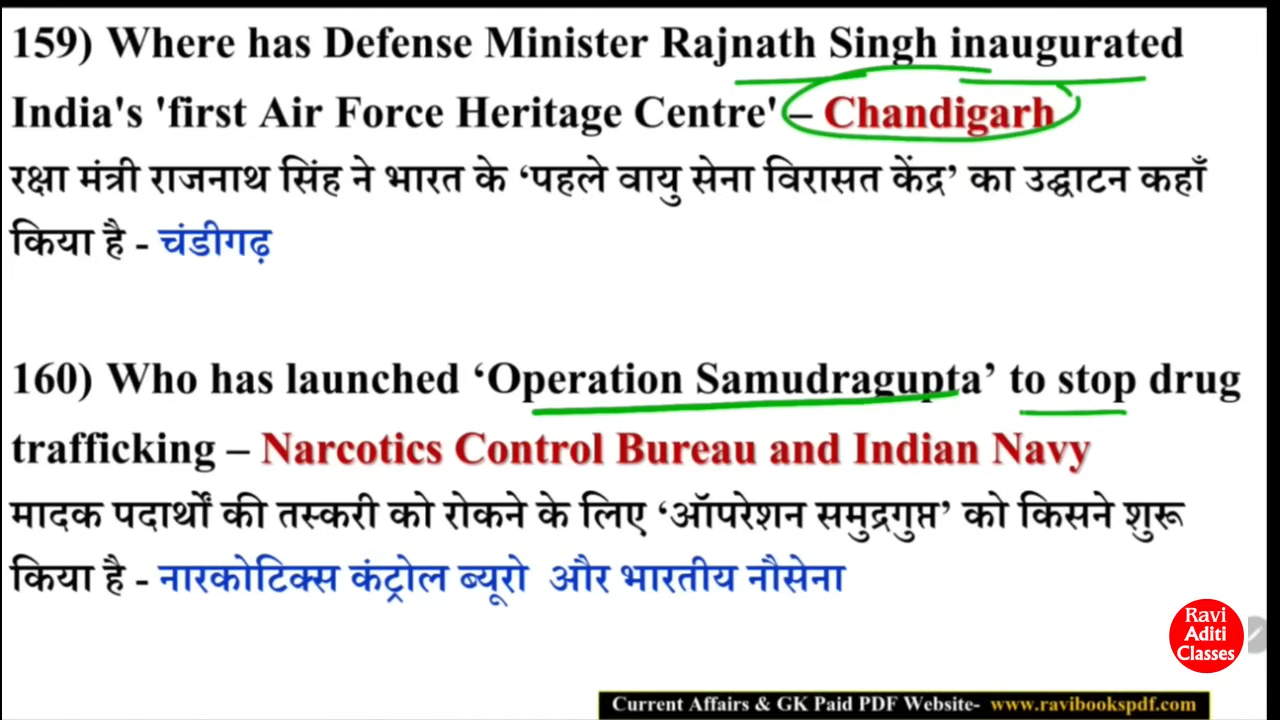 159) Where has Defense Minister Rajnath Singh inaugurated
India's 'first Air Force Heritage Centre' – Chandigarh
रक्षा मंत्री राजनाथ सिंह ने भारत के ‘पहले वायु सेना विरासत केंद्र’ का उद्घाटन कहाँ
किया है - चंडीगढ़
160) Who has launched ‘Operation Samudragupta’ to stop drug
trafficking – Narcotics Control Bureau and Indian Navy
मादक पदार्थों की तस्करी को रोकने के लिए ‘ऑपरेशन समुद्रगुप्त’ को किसने शुरू
किया है - नारकोटिक्स कंट्रोल ब्यूरो और भारतीय नौसेना
Ravi
Aditi
Classes
Current Affairs & GK Paid PDF Website- www.ravibookspdf.com